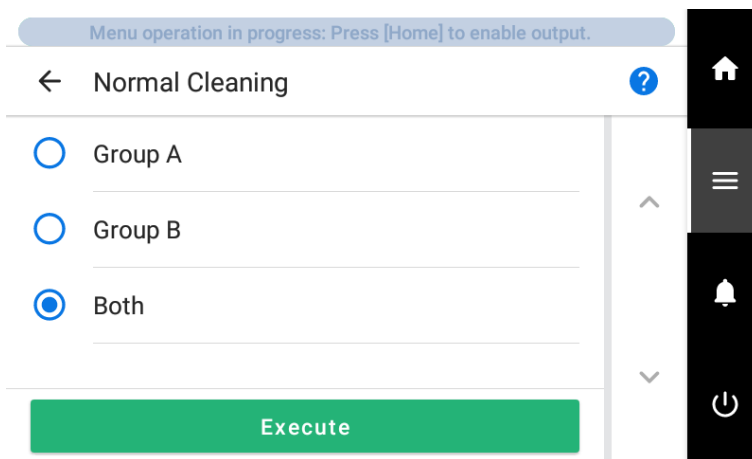 Menu operation in progress: Press [Home] to enable output.
Normal Cleaning
?
Group A
Group B
Both
Execute